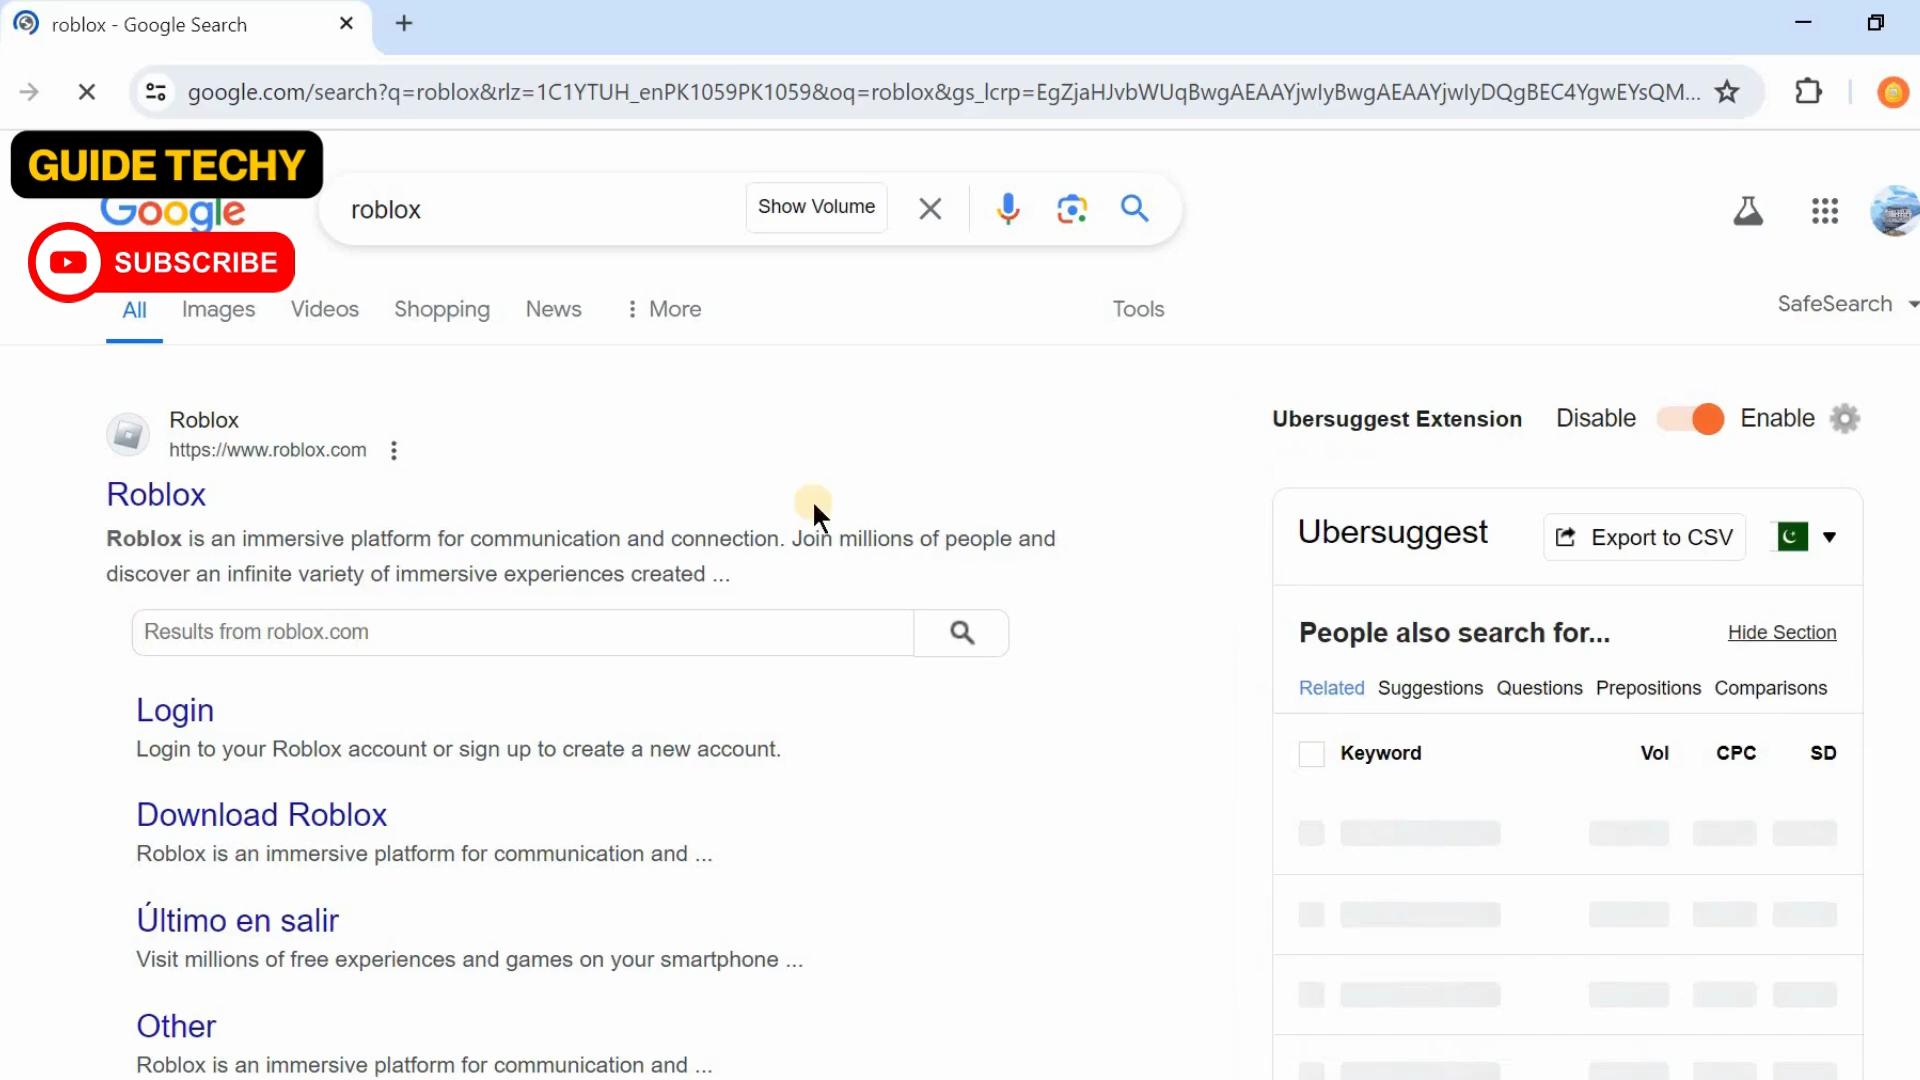 roblox - Google Search
google.com/search?q=roblox&rlz=1C1YTUH_enPK1059PK1059&oq=roblox&gs_lcrp=EgZjaHJvbWUqBwgAEAAYjwIyBwgAEAAYjwIyDQgBEC4YgwEYsQM...
GUIDE TECHY
Google
roblox
Show Volume
SUBSCRIBE
All Images Videos Shopping News More Tools SafeSearch
Roblox
https://www.roblox.com
Roblox
Roblox is an immersive platform for communication and connection. Join millions of people and
discover an infinite variety of immersive experiences created ...
Results from roblox.com
Login
Login to your Roblox account or sign up to create a new account.
Download Roblox
Roblox is an immersive platform for communication and ...
Último en salir
Visit millions of free experiences and games on your smartphone ...
Other
Roblox is an immersive platform for communication and ...
Ubersuggest Extension Disable Enable
Ubersuggest Export to CSV
People also search for... Hide Section
Related Suggestions Questions Prepositions Comparisons
Keyword Vol CPC SD